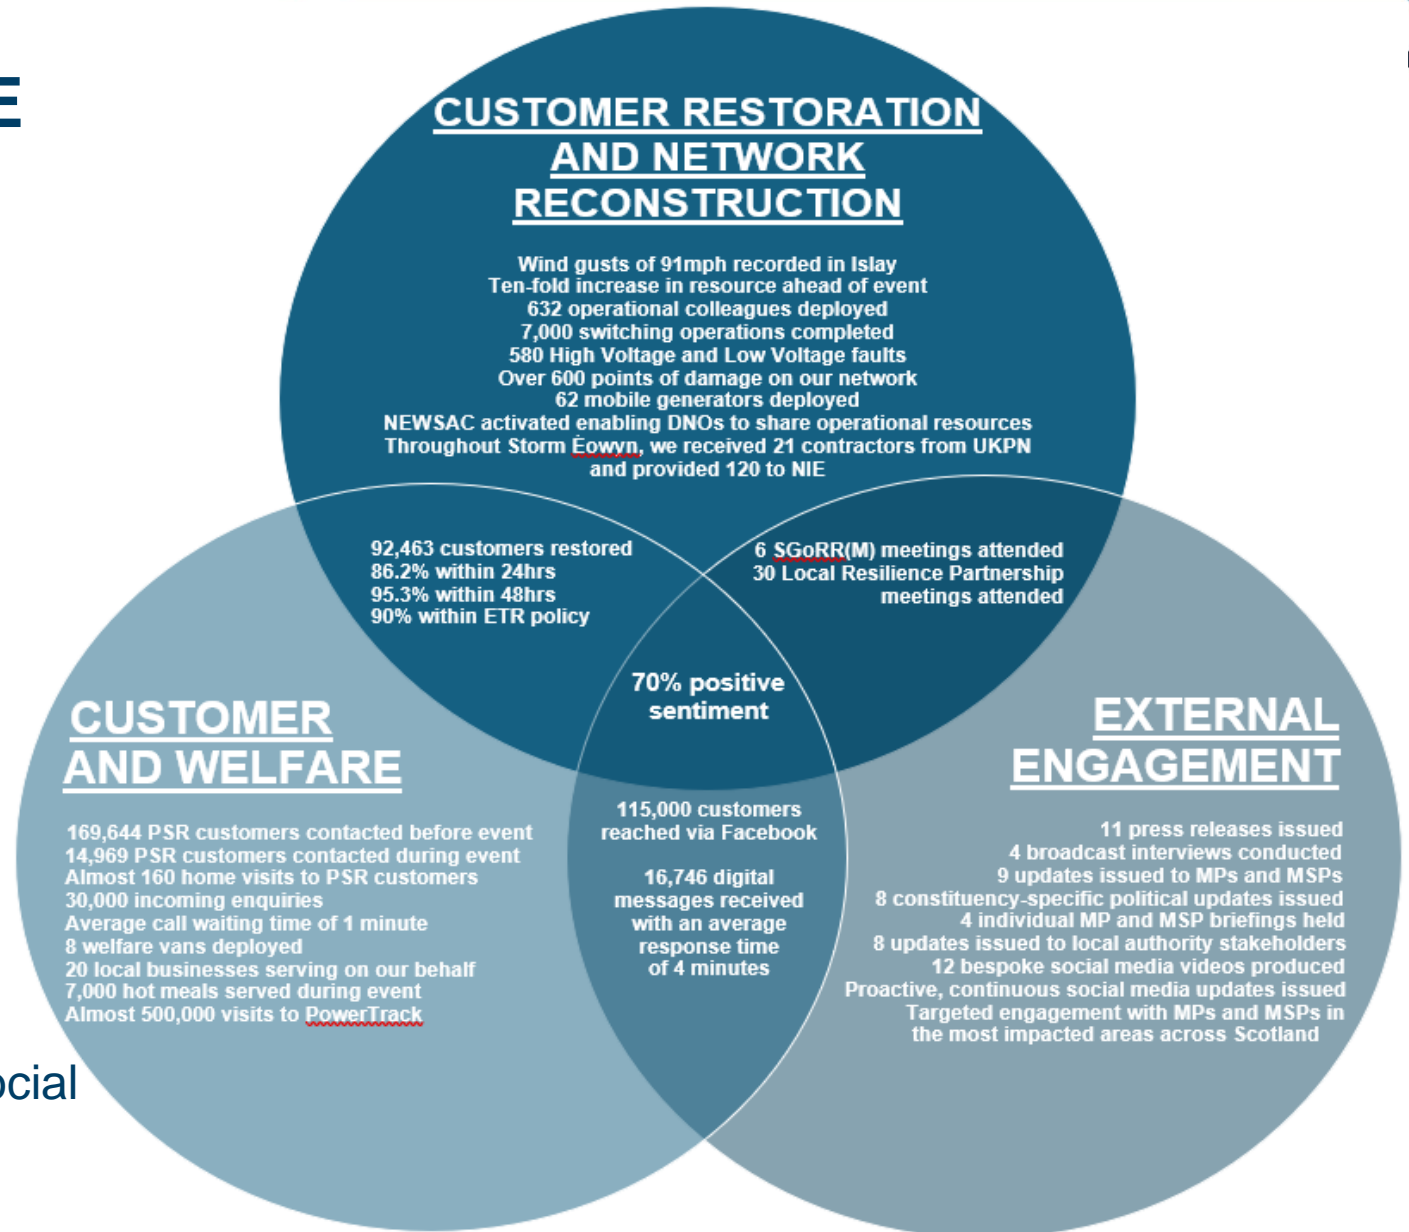 E
CUSTOMER RESTORATION
AND NETWORK
RECONSTRUCTION
Wind gusts of 91mph recorded in Islay
Ten-fold increase in resource ahead of event
632 operational colleagues deployed
7,000 switching operations completed
580 High Voltage and Low Voltage faults
Over 600 points of damage on our network
62 mobile generators deployed
NEWSAC activated enabling DNOs to share operational resources
Throughout Storm Éowyn, we received 21 contractors from UKPN
and provided 120 to NIE
92,463 customers restored
86.2% within 24hrs
95.3% within 48hrs
90% within ETR policy
6 SGoRR(M) meetings attended
30 Local Resilience Partnership
meetings attended
70% positive
sentiment
CUSTOMER
AND WELFARE
169,644 PSR customers contacted before event
14,969 PSR customers contacted during event
Almost 160 home visits to PSR customers
30,000 incoming enquiries
Average call waiting time of 1 minute
8 welfare vans deployed
20 local businesses serving on our behalf
7,000 hot meals served during event
Almost 500,000 visits to PowerTrack
115,000 customers
reached via Facebook
16,746 digital
messages received
with an average
response time
of 4 minutes
EXTERNAL
ENGAGEMENT
11 press releases issued
4 broadcast interviews conducted
9 updates issued to MPs and MSPs
8 constituency-specific political updates issued
4 individual MP and MSP briefings held
8 updates issued to local authority stakeholders
12 bespoke social media videos produced
Proactive, continuous social media updates issued
Targeted engagement with MPs and MSPs in
the most impacted areas across Scotland
ocial